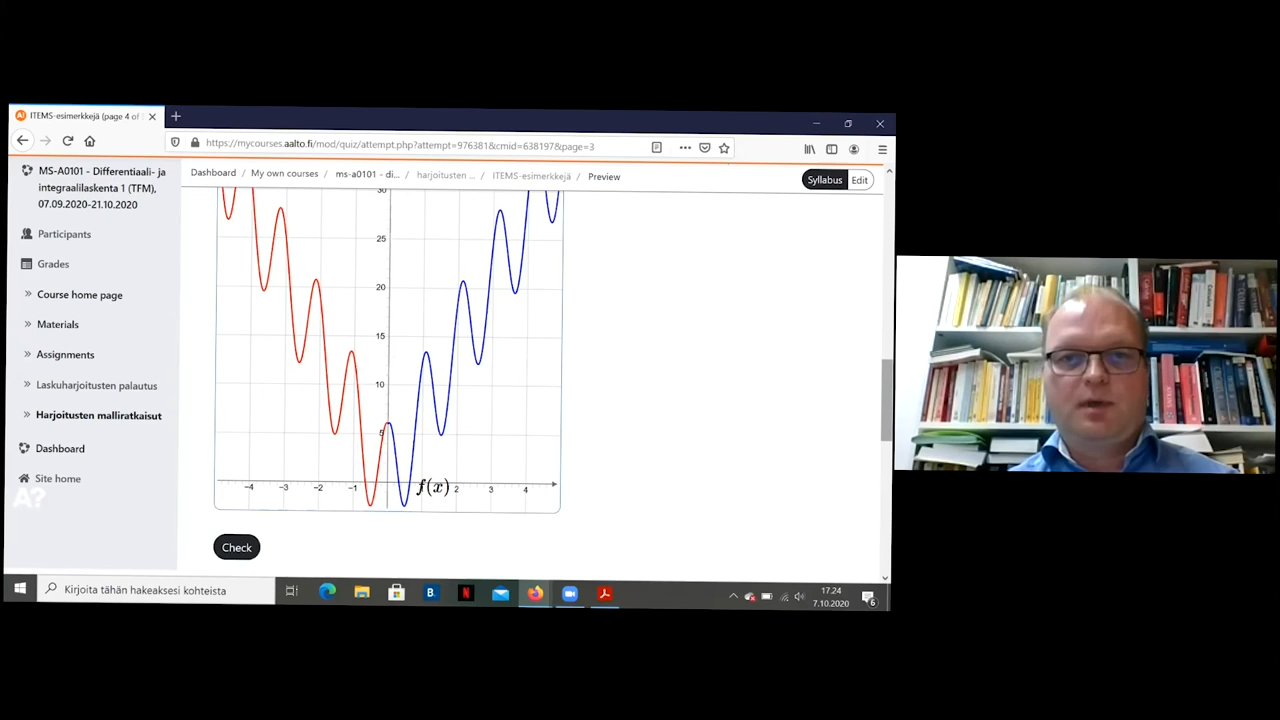 ITEMS-esimerkkejä (page 4 of
https://mycourses.aalto.fi/mod/quiz/attempt.php?attempt=976381&cmid=638197&page=3
MS-A0101 - Differentiaali- ja
integraalilaskenta 1 (TFM),
07.09.2020-21.10.2020
Participants
Grades
Course home page
Materials
Assignments
Laskuharjoitusten palautus
Harjoitusten malliratkaisut
Dashboard
Site home
A?
Dashboard / My own courses / ms-a0101 - di... / harjoitusten ... / ITEMS-esimerkkejä / Preview
Syllabus Edit
30
25
20
15
10
5
-4 -3 -2 -1 f(x) 2 3 4
Check
Kirjoita tähän hakeaksesi kohteista
B.
N
17.24
7.10.2020
6